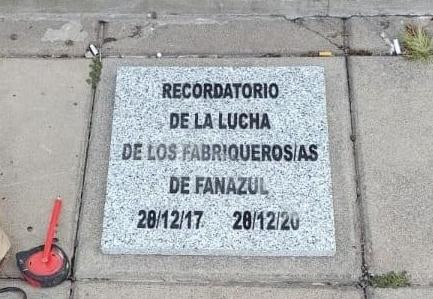 RECORDATORIO
DE LA LUCHA
DE LOS FABRIQUEROS/AS
DE FANAZUL
28/12/17 28/12/20